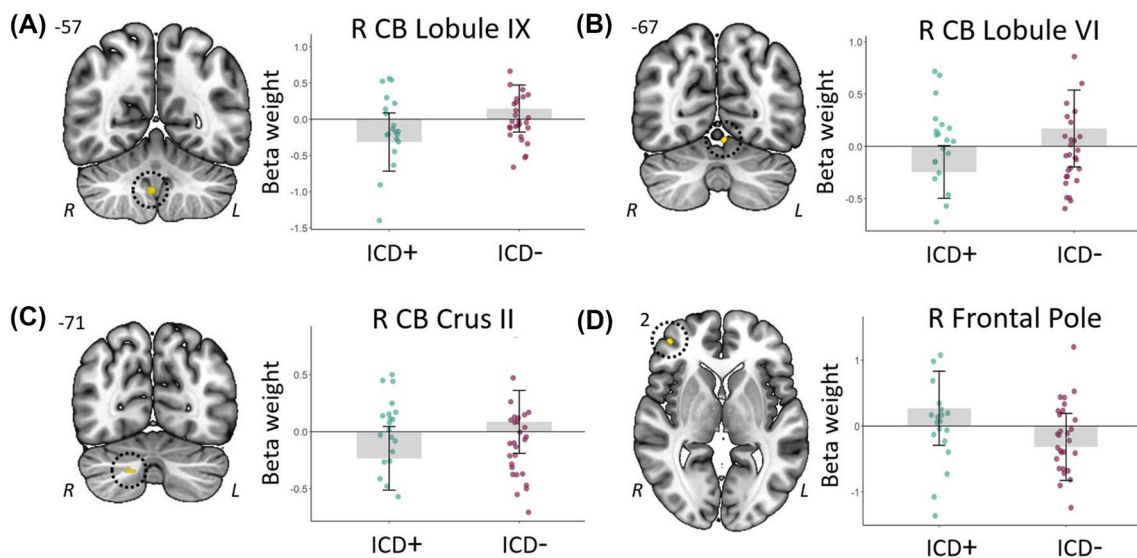 (A)
-57
R CB Lobule IX
Beta weight
1.0
0.5
0.0
-0.5
-1.0
-1.5
R
L
ICD+
ICD-
(B)
-67
R CB Lobule VI
Beta weight
1.0
0.5
0.0
-0.5
R
L
ICD+
ICD-
(C)
-71
R CB Crus II
Beta weight
0.5
0.0
-0.5
R
L
ICD+
ICD-
(D)
2
R Frontal Pole
Beta weight
1
0
-1
R
L
ICD+
ICD-